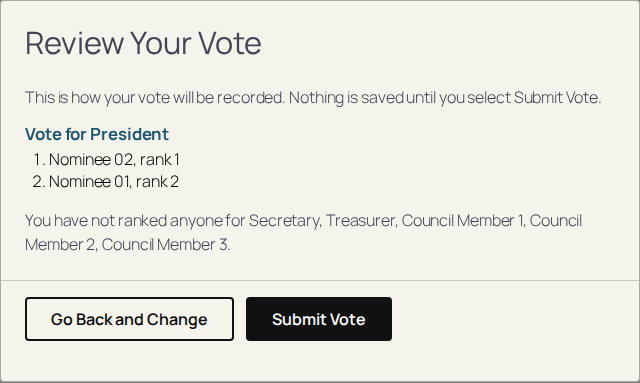 Review Your Vote
This is how your vote will be recorded. Nothing is saved until you select Submit Vote.
Vote for President
1. Nominee 02, rank 1
2. Nominee 01, rank 2
You have not ranked anyone for Secretary, Treasurer, Council Member 1, Council
Member 2, Council Member 3.
Go Back and Change
Submit Vote